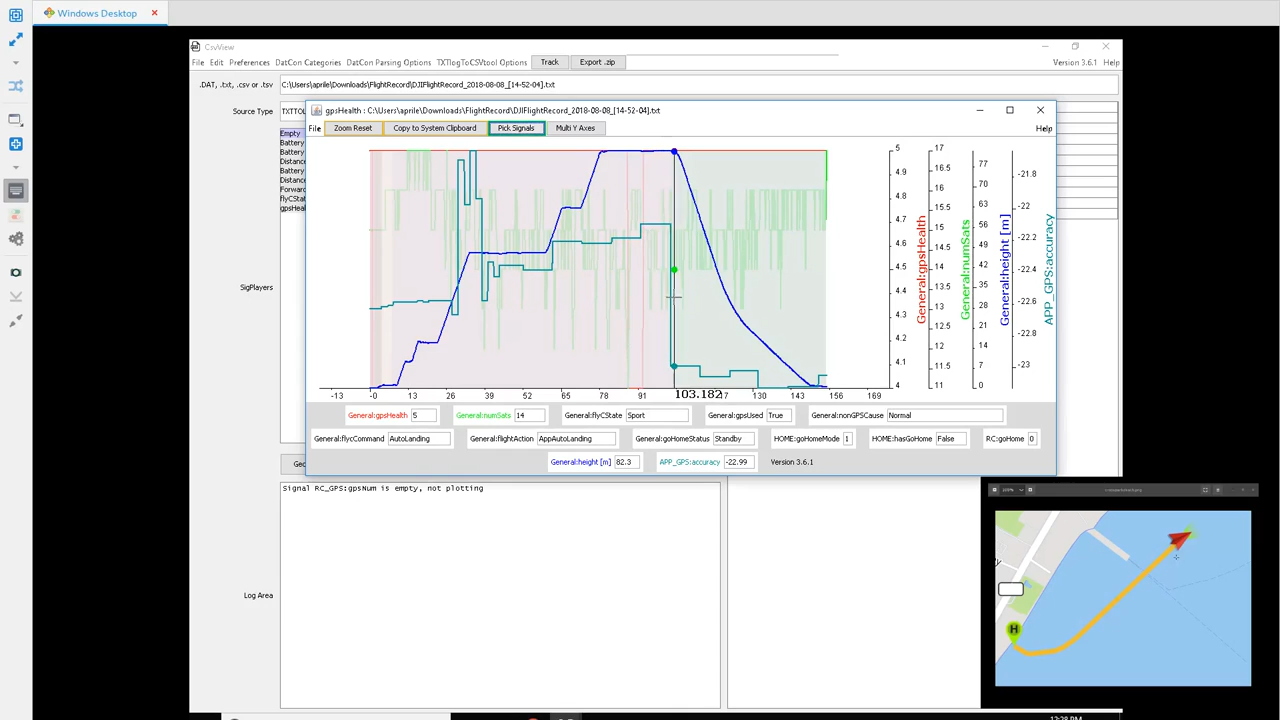 Windows Desktop
CsvView
File Edit Preferences DatCon Categories DatCon Parsing Options TXTlogToCSVtool Options Track Export .zip Version 3.6.1 Help
.DAT, .txt, .csv or .tsv C:\Users\aprile\Downloads\FlightRecord\DJIFlightRecord_2018-08-08_[14-52-04].txt
Source Type TXTTOL
gpsHealth : C:\Users\aprile\Downloads\FlightRecord\DJIFlightRecord_2018-08-08_[14-52-04].txt
File Zoom Reset Copy to System Clipboard Pick Signals Multi Y Axes Help
Empty
Battery
Battery
Distance
Battery
Distance
Forward
flyCSta
gpsHeal
SigPlayers
5 4.9 4.8 4.7 4.6 4.5 4.4 4.3 4.2 4.1 4
General:gpsHealth
17 16.5 16 15.5 15 14.5 14 13.5 13 12.5 12 11.5 11
General:numSats
77 70 63 56 49 42 35 28 21 14 7 0
General:height [m]
-21.8 -22 -22.2 -22.4 -22.6 -22.8 -23
APP_GPS:accuracy
-13 -0 13 26 39 52 65 78 91 103.182 117 130 143 156 169
General:gpsHealth 5 General:numSats 14 General:flyCState Sport General:gpsUsed True General:nonGPSCause Normal
General:flycCommand AutoLanding General:flightAction AppAutoLanding General:goHomeStatus Standby HOME:goHomeMode 1 HOME:hasGoHome False RC:goHome 0
General:height [m] 82.3 APP_GPS:accuracy -22.99 Version 3.6.1
Geo
Signal RC_GPS:gpsNum is empty, not plotting
Log Area
H